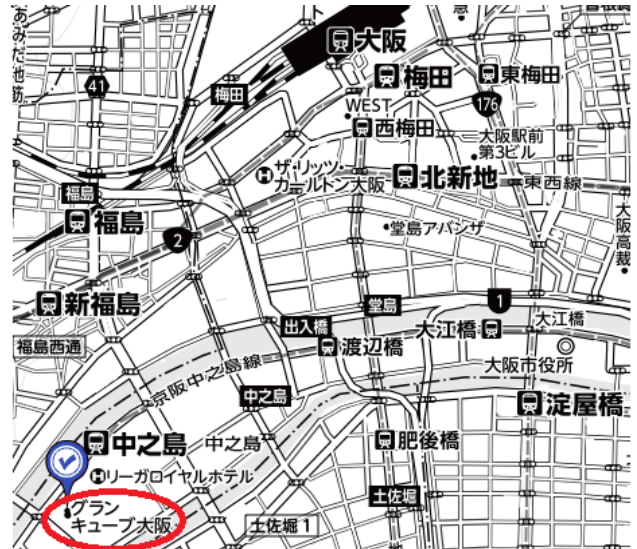 あみだ池筋
大阪
41
梅田
梅田
東梅田
WEST
176
西梅田
大阪駅前
第3ビル
ザ・リッツ・
カールトン大阪
北新地
東西線
福島
福島
2
堂島アバンザ
大阪高裁
新福島
1
堂島
出入橋
大江橋
大江橋
福島西通
渡辺橋
京阪中之島線
大阪市役所
中之島
淀屋橋
中之島
中之島
肥後橋
リーガロイヤルホテル
土佐堀
グラン
キューブ大阪
土佐堀1